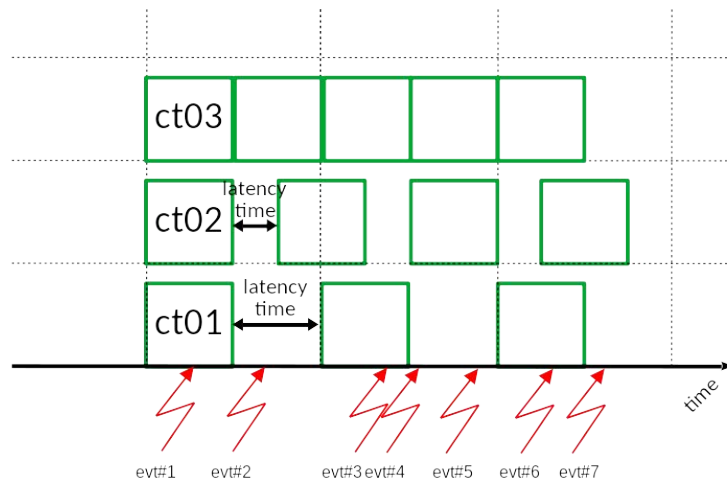 ct03
latency
time
ct02
latency
time
ct01
time
evt#1
evt#2
evt#3
evt#4
evt#5
evt#6
evt#7